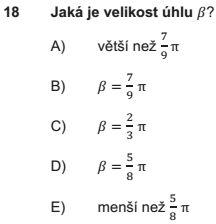 18 Jaká je velikost úhlu β?
A) větší než 7/9 π
B) β = 7/9 π
C) β = 2/3 π
D) β = 5/8 π
E) menší než 5/8 π